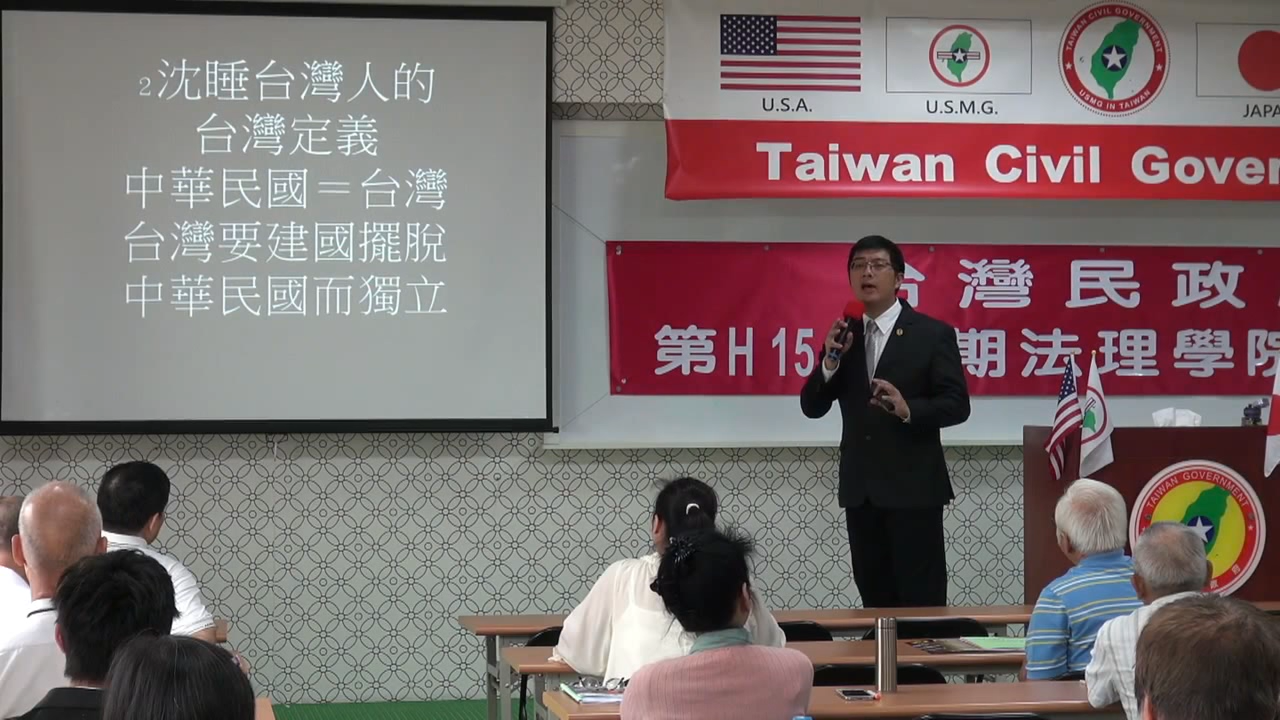 2沈睡台灣人的
台灣定義
中華民國＝台灣
台灣要建國擺脫
中華民國而獨立
U.S.A.
U.S.M.G.
TAIWAN CIVIL GOVERNMENT
USMG IN TAIWAN
JAPA
Taiwan Civil Gover
台灣民政
第H 15 期法理學院
TAIWAN GOVERNMENT